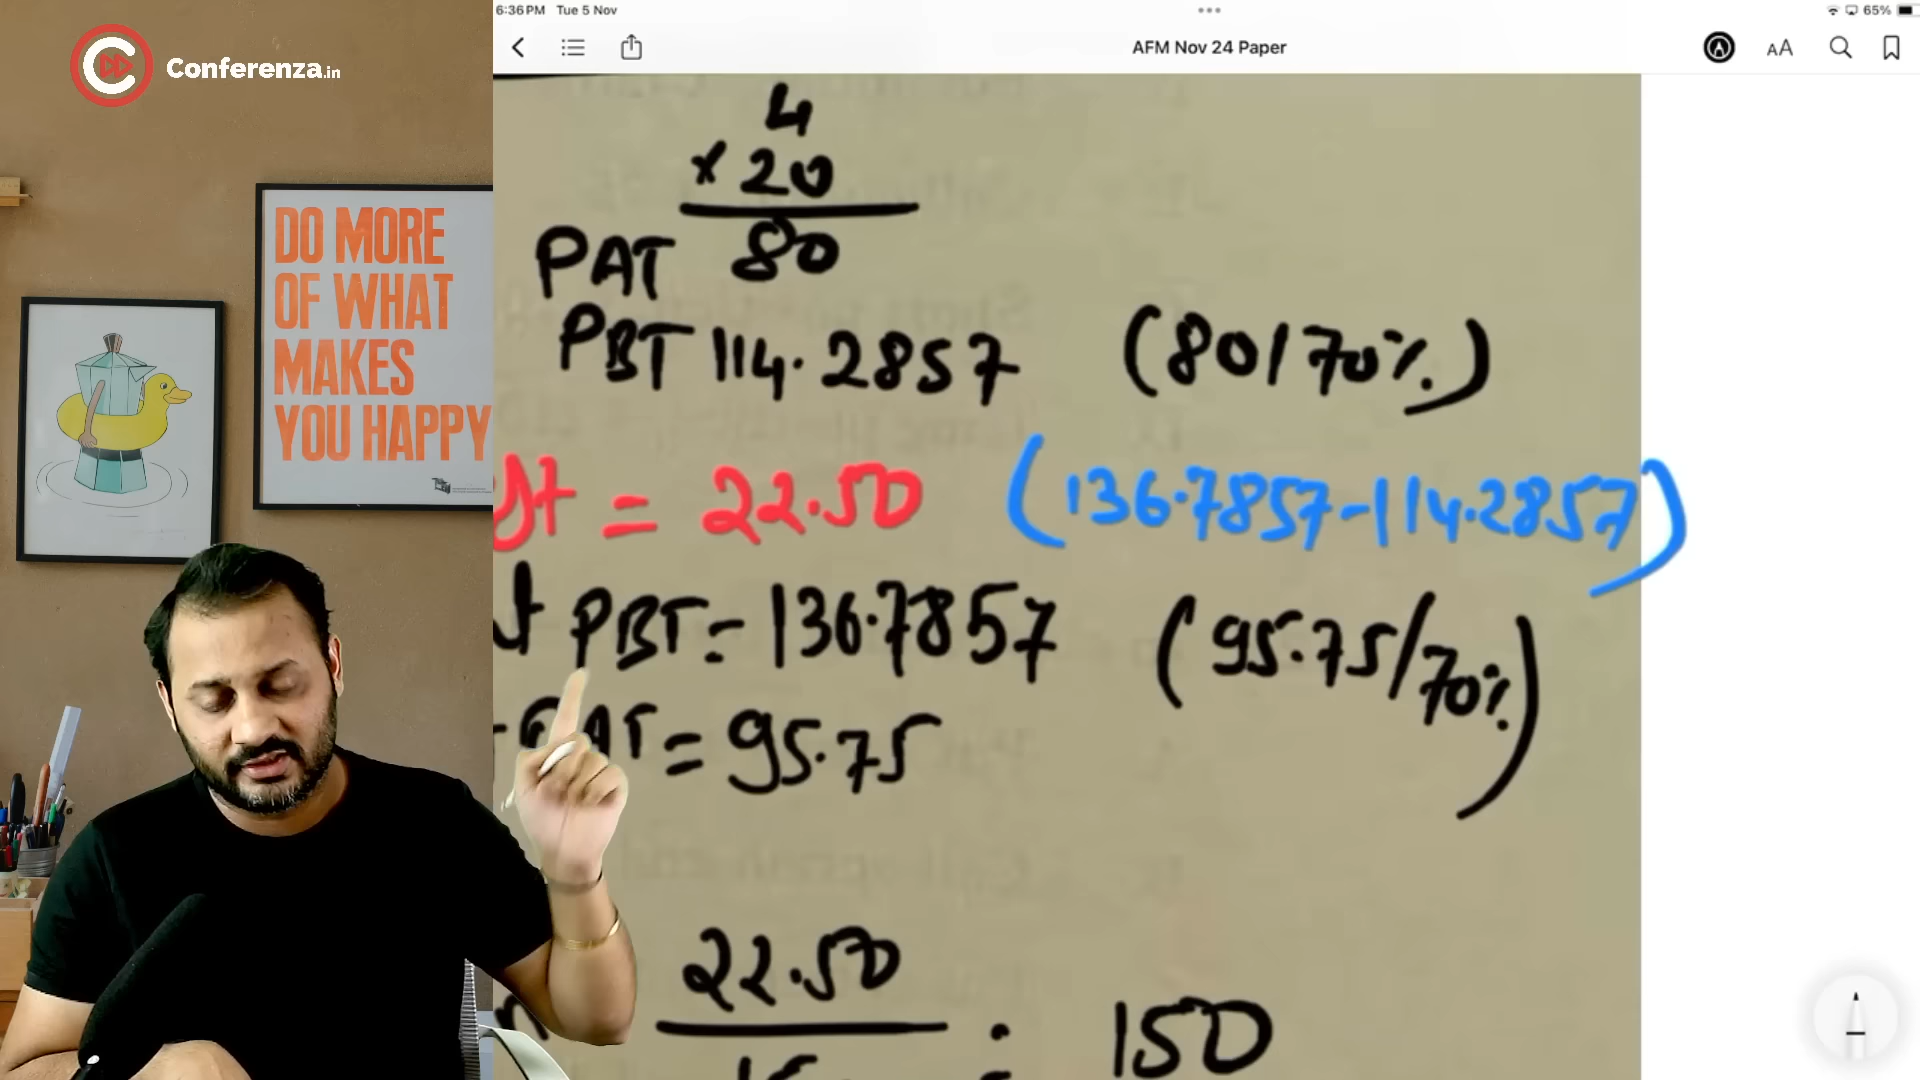 6:36 PM Tue 5 Nov
65%
Conferenza.in
AFM Nov 24 Paper
AA
DO MORE
OF WHAT
MAKES
YOU HAPPY
4
× 20
PAT 80
PBT 114.2857 (80/70%)
= 22.50 (136.7857-114.2857)
PBT = 136.7857 (95.75/70%)
= 95.75
22.50
= 150